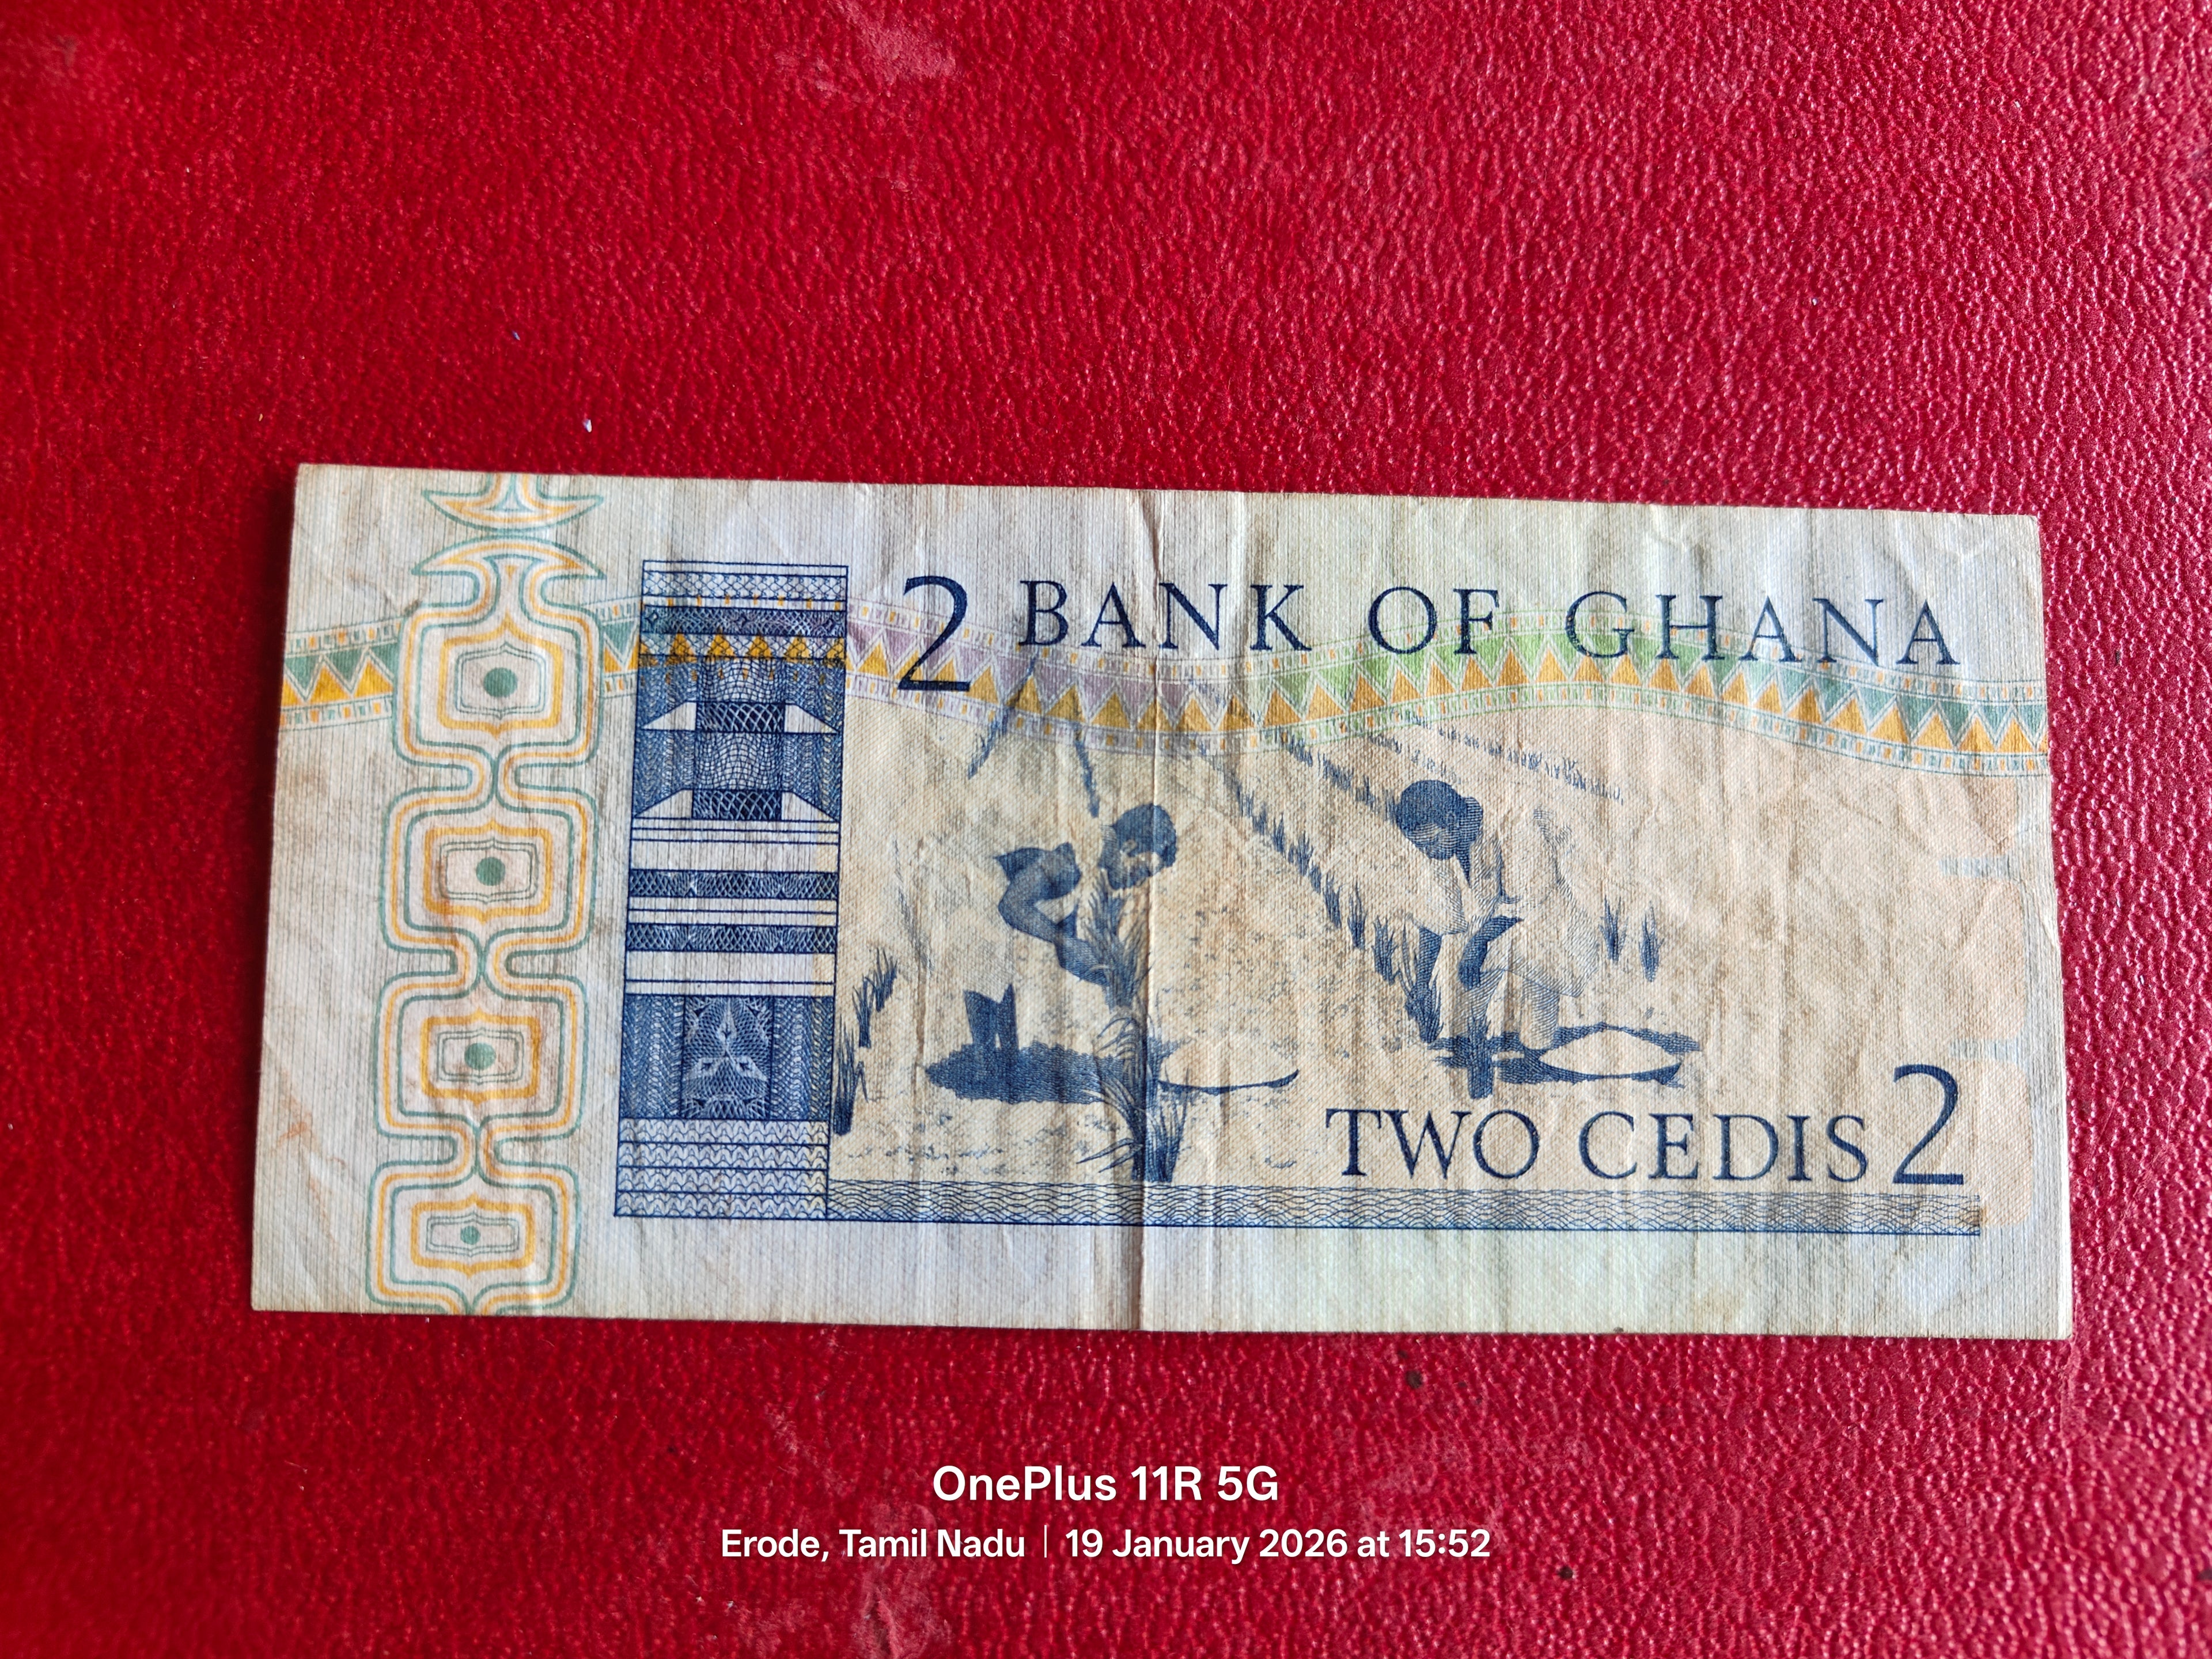 2 BANK OF GHANA
TWO CEDIS 2
OnePlus 11R 5G
Erode, Tamil Nadu | 19 January 2026 at 15:52